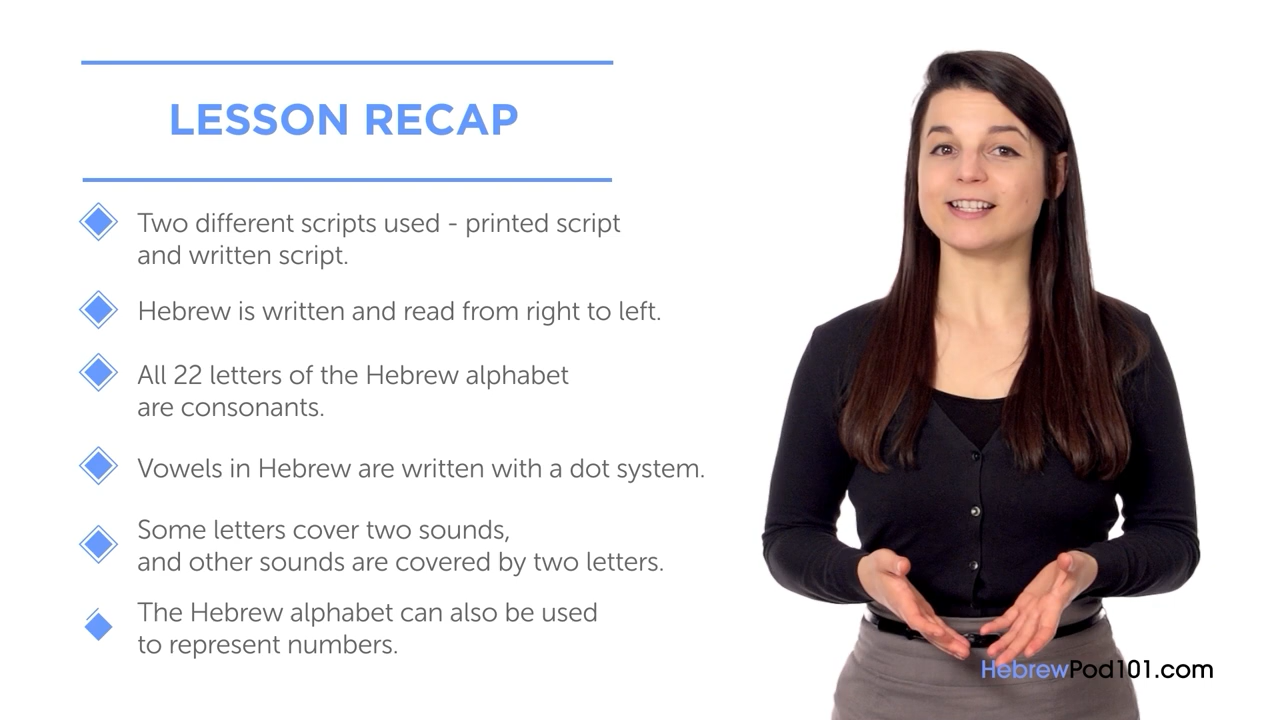 LESSON RECAP
Two different scripts used - printed script
and written script.
Hebrew is written and read from right to left.
All 22 letters of the Hebrew alphabet
are consonants.
Vowels in Hebrew are written with a dot system.
Some letters cover two sounds,
and other sounds are covered by two letters.
The Hebrew alphabet can also be used
to represent numbers.
HebrewPod101.com